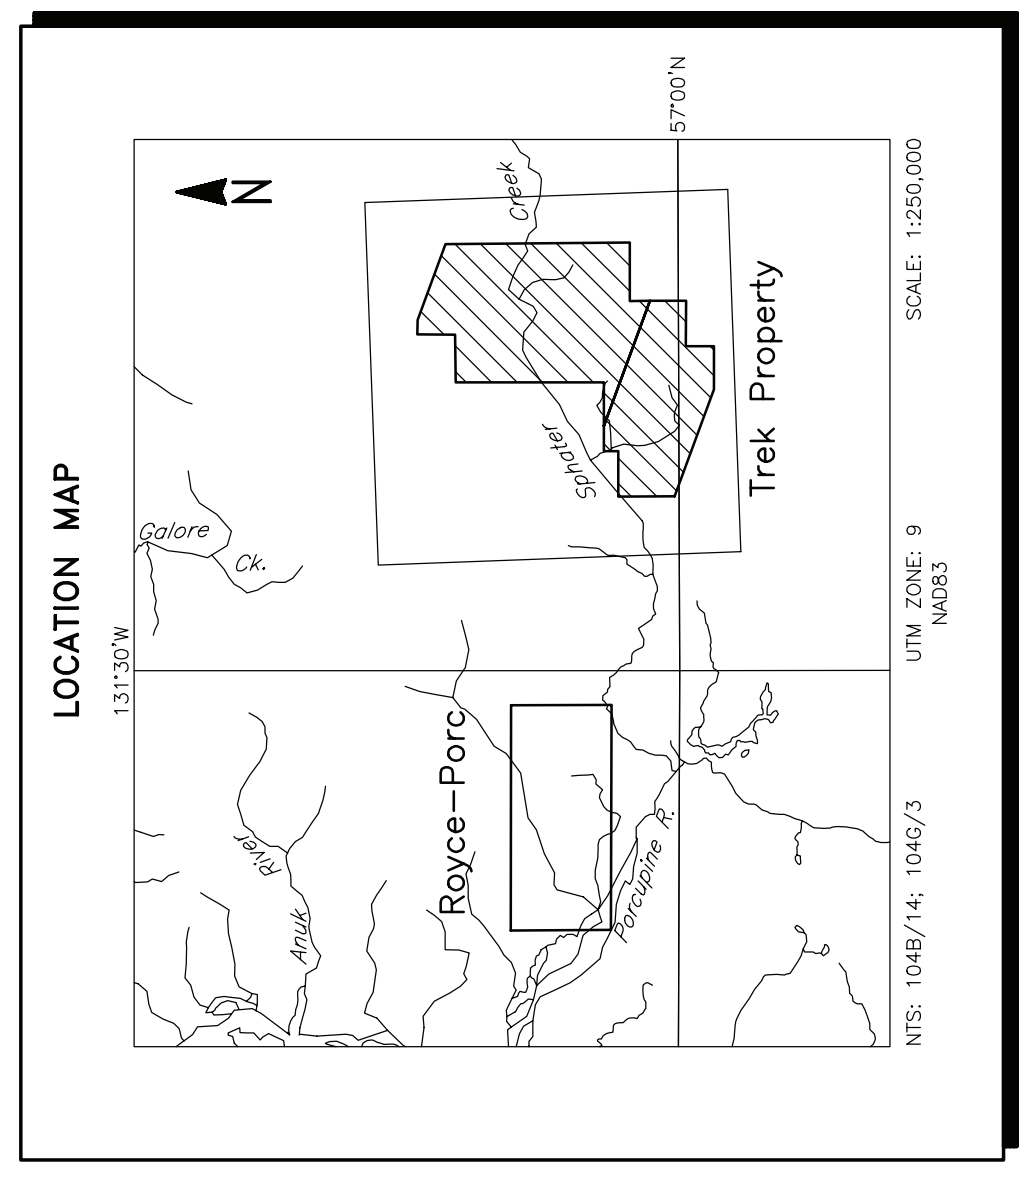 LOCATION MAP
131°30'W
N
Galore
Ck.
River
Anuk
Creek
Sphater
57°00'N
Royce-Porc
Porcupine R.
Trek Property
NTS: 104B/14; 104G/3
UTM ZONE: 9
NAD83
SCALE: 1:250,000